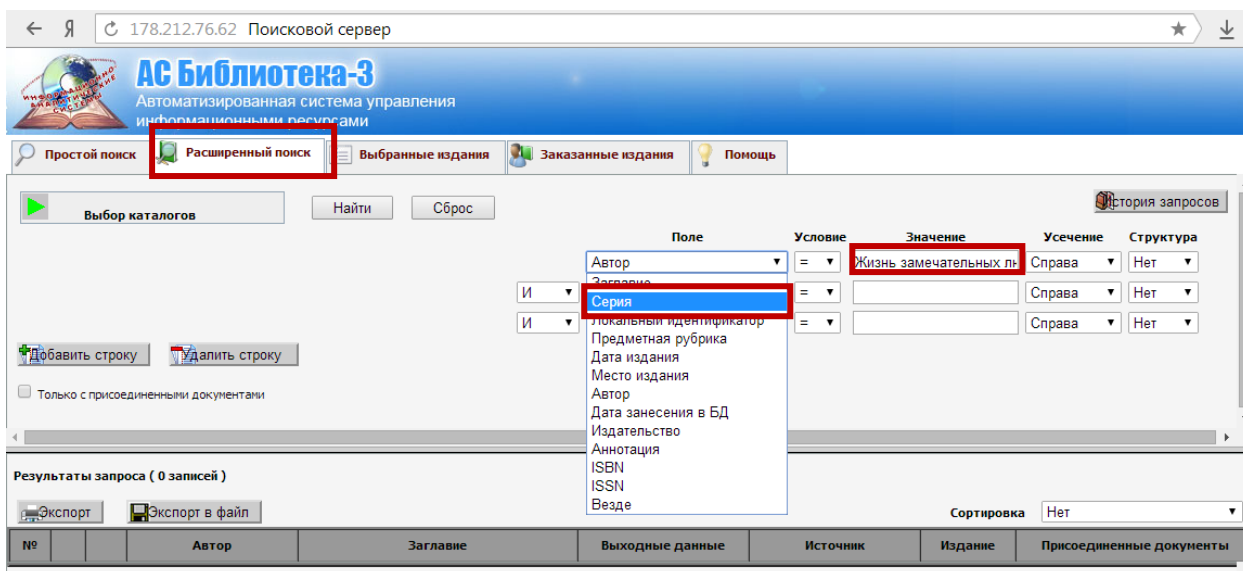 Я 178.212.76.62 Поисковой сервер
ИНФОРМАЦИОННО
АНАЛИТИЧЕСКИЕ
СИСТЕМЫ
АС Библиотека-3
Автоматизированная система управления
информационными ресурсами
Простой поиск Расширенный поиск Выбранные издания Заказанные издания Помощь
Выбор каталогов Найти Сброс История запросов
Поле Условие Значение Усечение Структура
Автор = Жизнь замечательных лю Справа Нет
Заглавие
И Серия = Справа Нет
И Локальный идентификатор = Справа Нет
Предметная рубрика
Добавить строку Удалить строку Дата издания
Место издания
Только с присоединенными документами Автор
Дата занесения в БД
Издательство
Аннотация
Результаты запроса ( 0 записей ) ISBN
ISSN
Экспорт Экспорт в файл Везде Сортировка Нет
№ Автор Заглавие Выходные данные Источник Издание Присоединенные документы